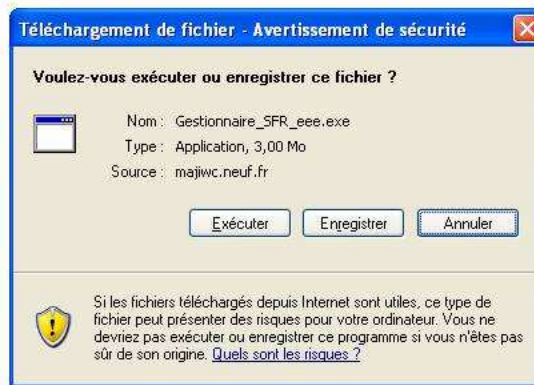 Téléchargement de fichier - Avertissement de sécurité
Voulez-vous exécuter ou enregistrer ce fichier ?
Nom : Gestionnaire_SFR_eee.exe
Type : Application, 3,00 Mo
Source : majiwc.neuf.fr
Exécuter Enregistrer Annuler
Si les fichiers téléchargés depuis Internet sont utiles, ce type de
fichier peut présenter des risques pour votre ordinateur. Vous ne
devriez pas exécuter ou enregistrer ce programme si vous n'êtes pas
sûr de son origine. Quels sont les risques ?